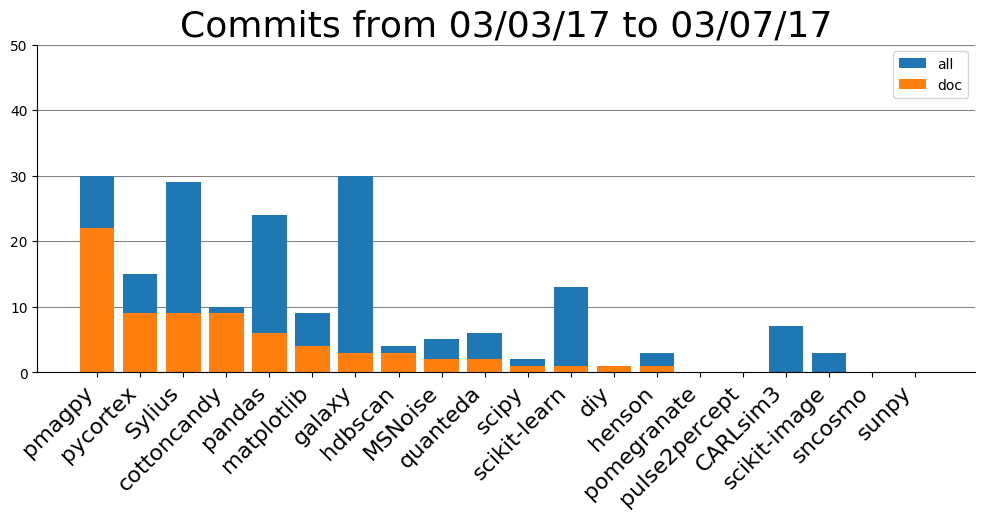 Commits from 03/03/17 to 03/07/17
50
40
30
20
10
0
all
doc
pmagpy
pycortex
Sylius
cottoncandy
pandas
matplotlib
galaxy
hdbscan
MSNoise
quanteda
scipy
scikit-learn
diy
henson
pomegranate
pulse2percept
CARLsim3
scikit-image
sncosmo
sunpy